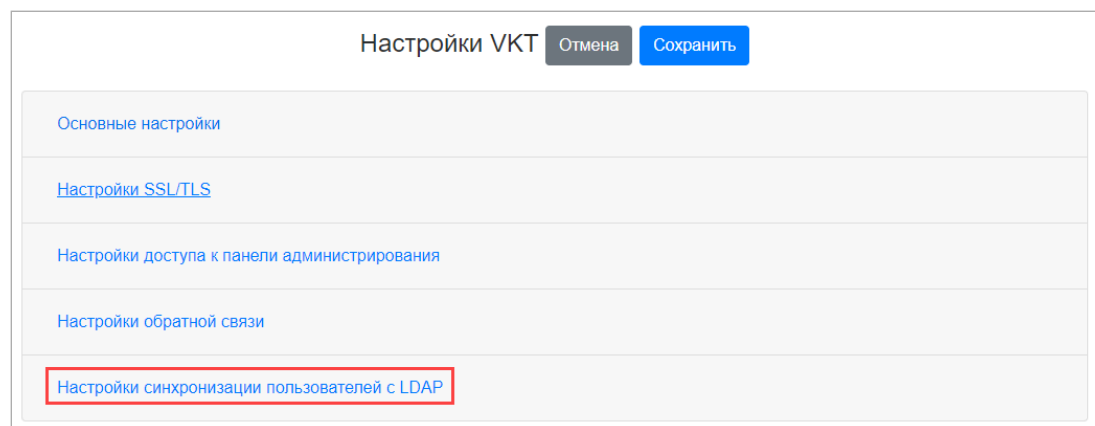 Настройки VKT Отмена Сохранить
Основные настройки
Настройки SSL/TLS
Настройки доступа к панели администрирования
Настройки обратной связи
Настройки синхронизации пользователей с LDAP